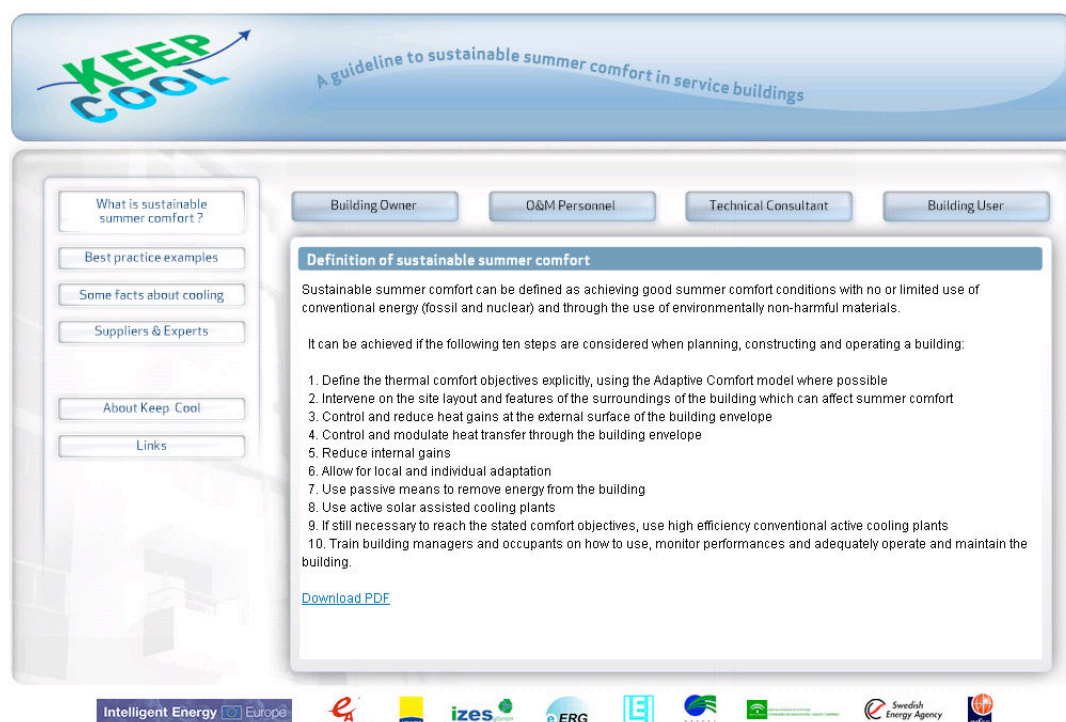 KEEP
COOL
A guideline to sustainable summer comfort in service buildings
What is sustainable
summer comfort ?
Best practice examples
Some facts about cooling
Suppliers & Experts
About Keep Cool
Links
Building Owner
O&M Personnel
Technical Consultant
Building User
Definition of sustainable summer comfort
Sustainable summer comfort can be defined as achieving good summer comfort conditions with no or limited use of
conventional energy (fossil and nuclear) and through the use of environmentally non-harmful materials.
It can be achieved if the following ten steps are considered when planning, constructing and operating a building:
1. Define the thermal comfort objectives explicitly, using the Adaptive Comfort model where possible
2. Intervene on the site layout and features of the surroundings of the building which can affect summer comfort
3. Control and reduce heat gains at the external surface of the building envelope
4. Control and modulate heat transfer through the building envelope
5. Reduce internal gains
6. Allow for local and individual adaptation
7. Use passive means to remove energy from the building
8. Use active solar assisted cooling plants
9. If still necessary to reach the stated comfort objectives, use high efficiency conventional active cooling plants
10. Train building managers and occupants on how to use, monitor performances and adequately operate and maintain the
building.
Download PDF
Intelligent Energy Europe
izes
eERG
Swedish
Energy Agency